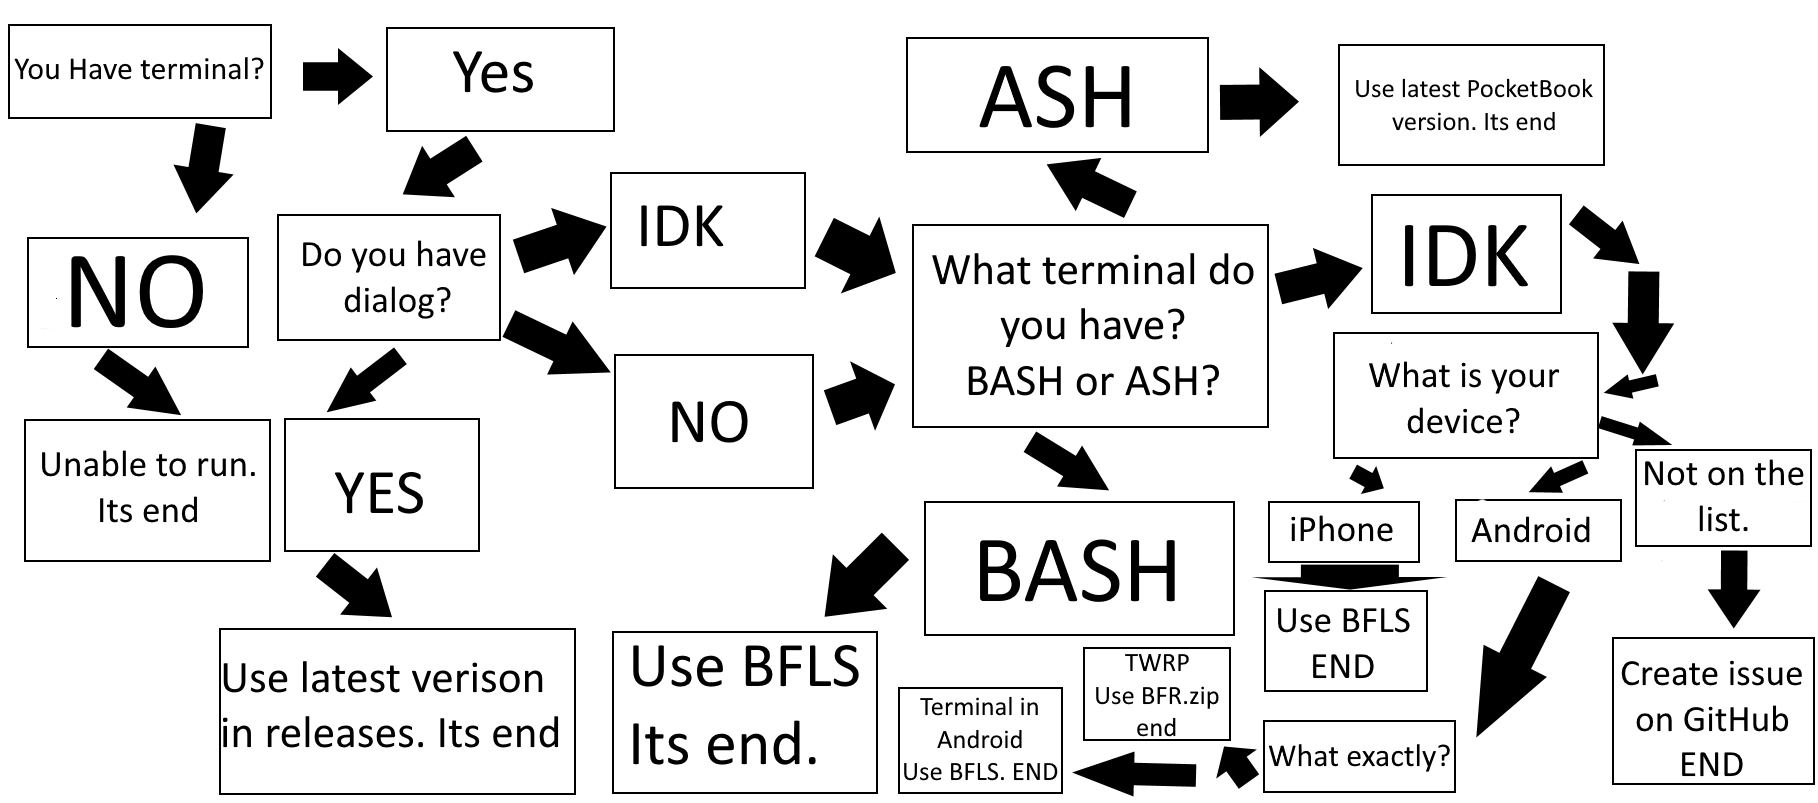 You Have terminal?
Yes
NO
Unable to run.
Its end
Do you have
dialog?
YES
Use latest verison
in releases. Its end
IDK
NO
What terminal do
you have?
BASH or ASH?
ASH
Use latest PocketBook
version. Its end
BASH
Use BFLS
Its end.
IDK
What is your
device?
iPhone
Use BFLS
END
Android
What exactly?
TWRP
Use BFR.zip
end
Terminal in
Android
Use BFLS. END
Not on the
list.
Create issue
on GitHub
END